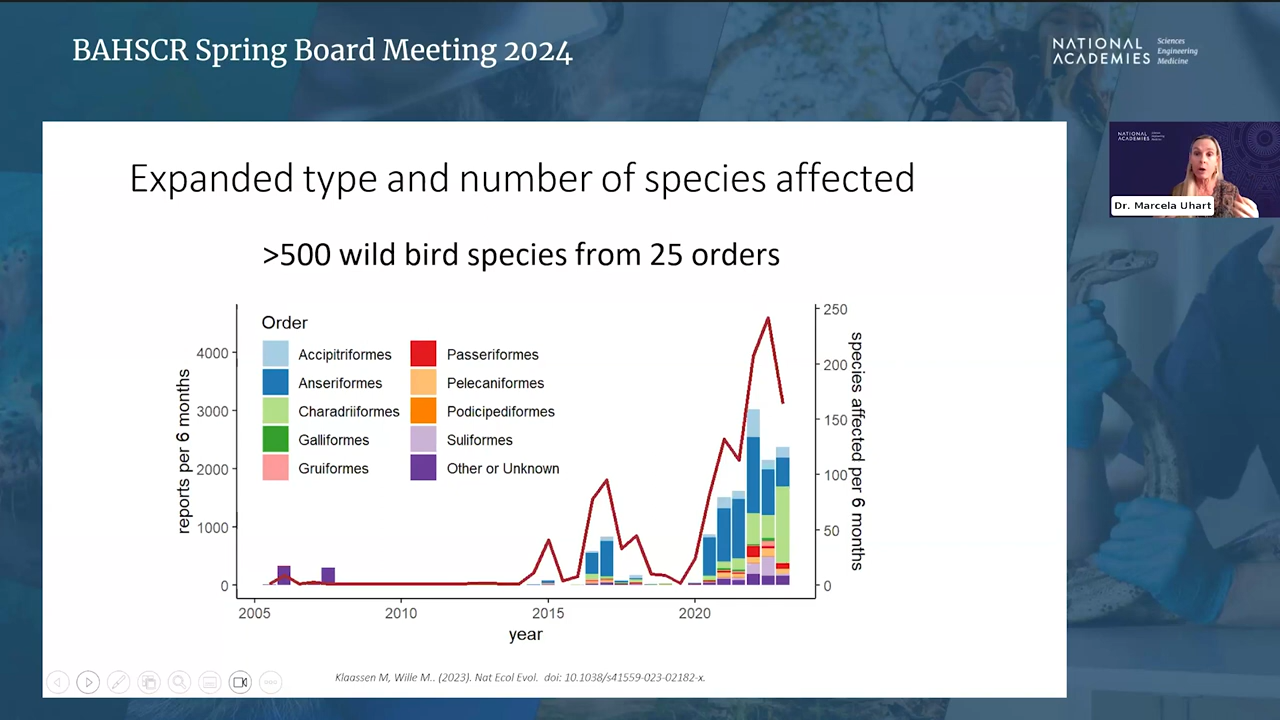 BAHSCR Spring Board Meeting 2024
NATIONAL ACADEMIES
Sciences
Engineering
Medicine
NATIONAL
ACADEMIES
Dr. Marcela Uhart
Expanded type and number of species affected
>500 wild bird species from 25 orders
Order
Accipitriformes
Anseriformes
Charadriiformes
Galliformes
Gruiformes
Passeriformes
Pelecaniformes
Podicipediformes
Suliformes
Other or Unknown
reports per 6 months
4000
3000
2000
1000
0
250
200
150
100
50
0
species affected per 6 months
2005
2010
2015
2020
year
Klaassen M, Wille M.. (2023). Nat Ecol Evol. doi: 10.1038/s41559-023-02182-x.